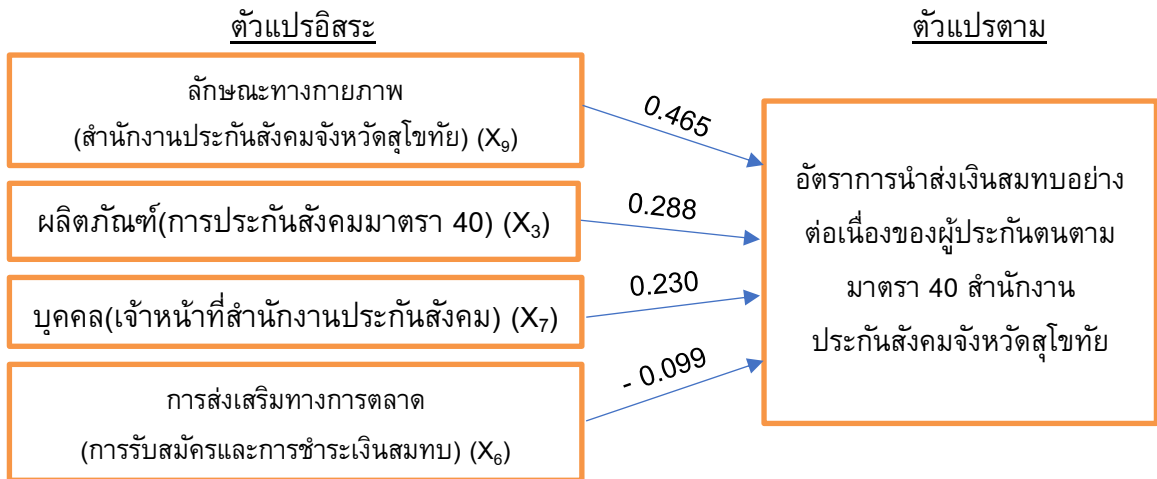 ตัวแปรอิสระ
ตัวแปรตาม
ลักษณะทางกายภาพ
(สำนักงานประกันสังคมจังหวัดสุโขทัย) (X₉)
0.465
ผลิตภัณฑ์(การประกันสังคมมาตรา 40) (X₃)
0.288
บุคคล(เจ้าหน้าที่สำนักงานประกันสังคม) (X₇)
0.230
การส่งเสริมทางการตลาด
(การรับสมัครและการชำระเงินสมทบ) (X₆)
- 0.099
อัตราการนำส่งเงินสมทบอย่าง
ต่อเนื่องของผู้ประกันตนตาม
มาตรา 40 สำนักงาน
ประกันสังคมจังหวัดสุโขทัย